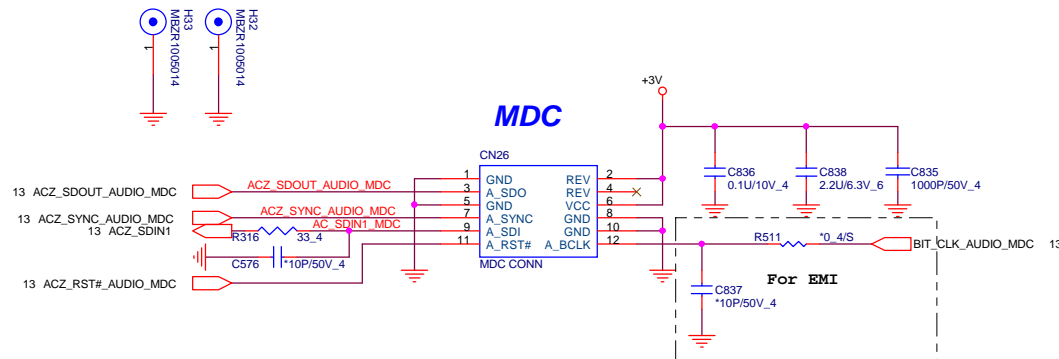 H33
MBZR1005014
1
H32
MBZR1005014
1
MDC
+3V
CN26
1 GND REV 2
3 A_SDO REV 4
5 GND VCC 6
7 A_SYNC GND 8
9 A_SDI GND 10
11 A_RST# A_BCLK 12
MDC CONN
13 ACZ_SDOUT_AUDIO_MDC
ACZ_SDOUT_AUDIO_MDC
13 ACZ_SYNC_AUDIO_MDC
ACZ_SYNC_AUDIO_MDC
13 ACZ_SDIN1
AC_SDIN1_MDC
R316 33_4
C576 *10P/50V_4
13 ACZ_RST#_AUDIO_MDC
C836
0.1U/10V_4
C838
2.2U/6.3V_6
C835
1000P/50V_4
R511 *0_4/S
BIT_CLK_AUDIO_MDC 13
For EMI
C837
*10P/50V_4